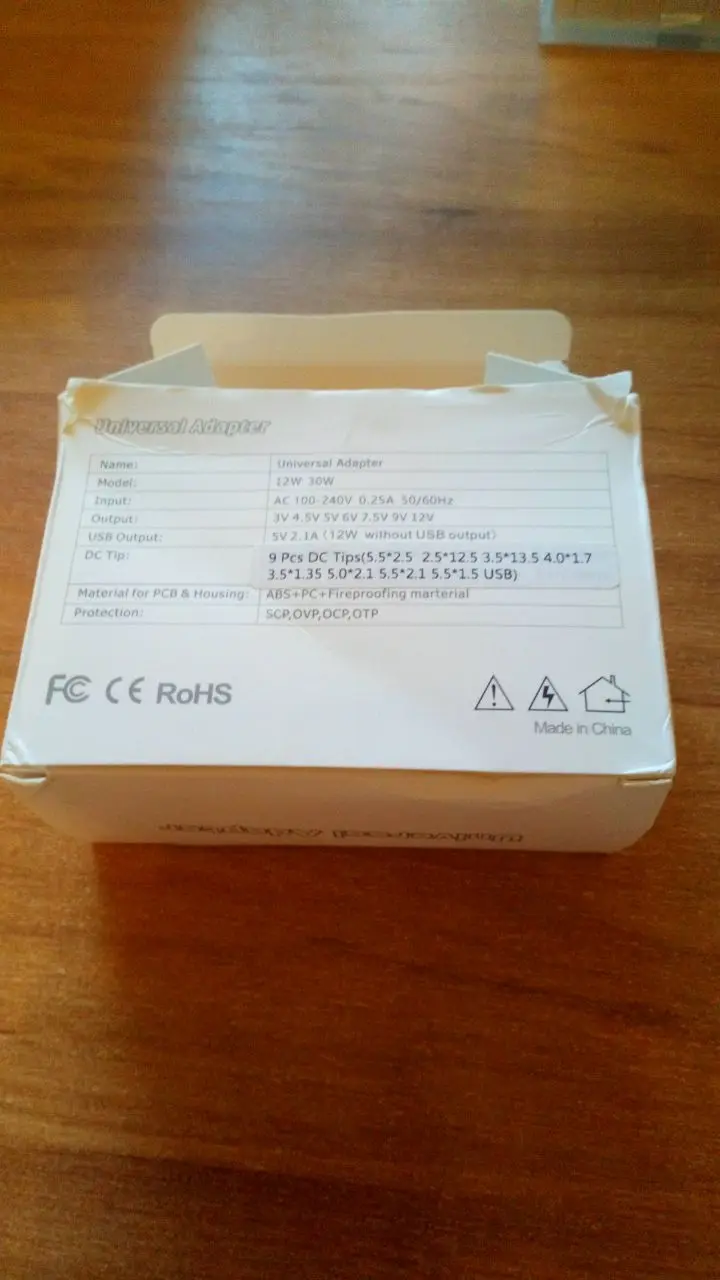 Universal Adapter
Name: Universal Adapter
Model: 12W 30W
Input: AC 100-240V 0.25A 50/60Hz
Output: 3V 4.5V 5V 6V 7.5V 9V 12V
USB Output: 5V 2.1A (12W without USB output)
DC Tip: 9 Pcs DC Tips(5.5*2.5 2.5*12.5 3.5*13.5 4.0*1.7
3.5*1.35 5.0*2.1 5.5*2.1 5.5*1.5 USB)
Material for PCB & Housing: ABS+PC+Fireproofing marterial
Protection: SCP,OVP,OCP,OTP
FC CE RoHS
Made in China
Universal Adapter